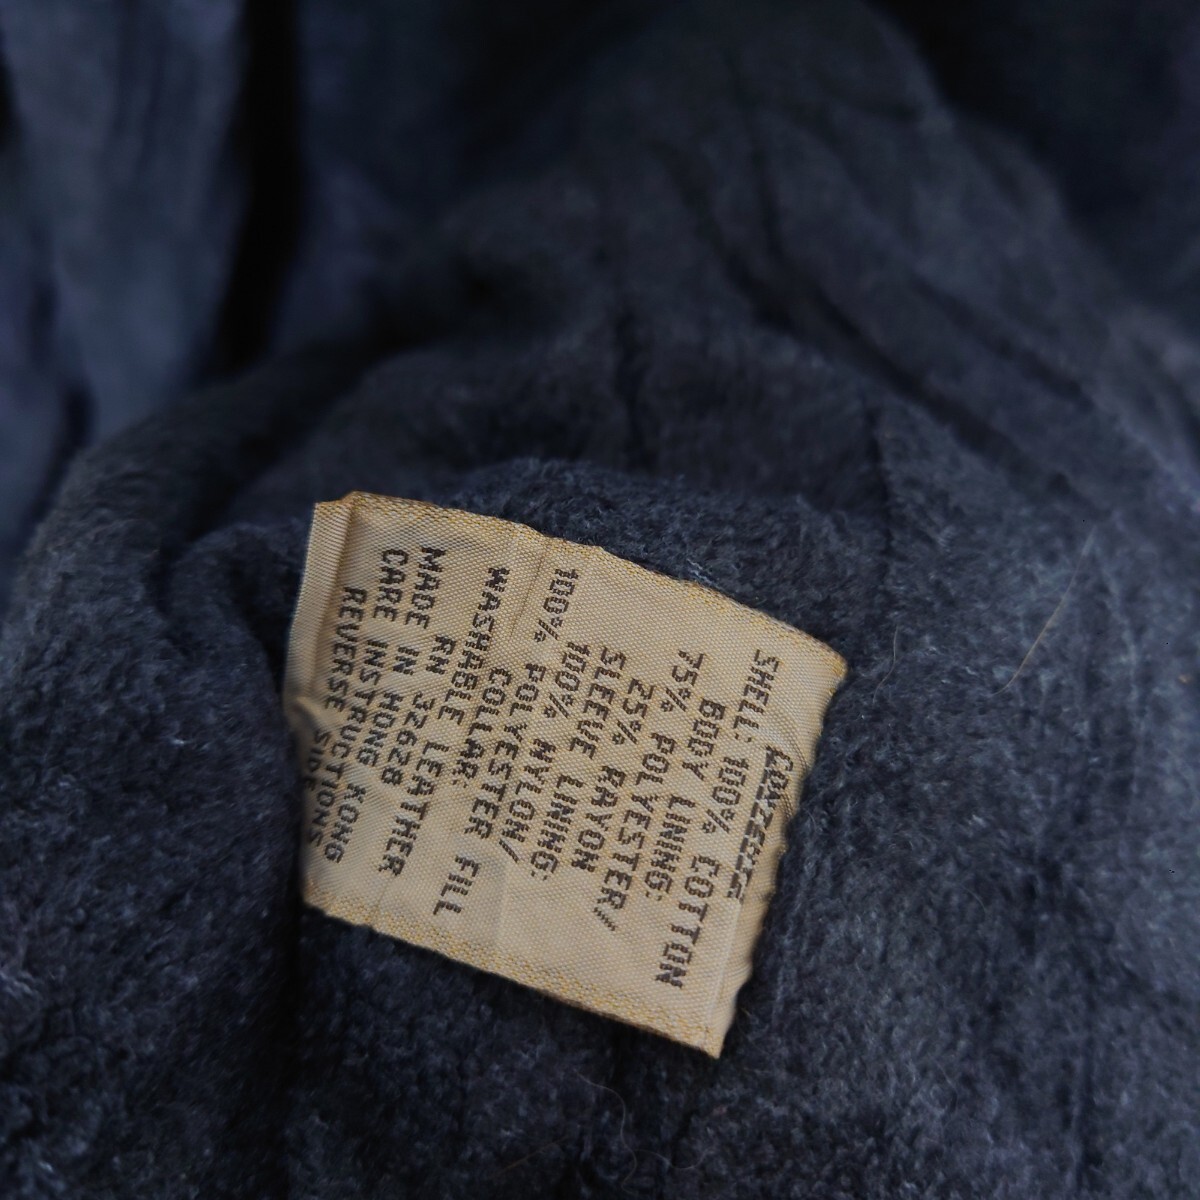 SHELL: 100% COTTON
BODY LINING:
75% POLYESTER/
25% RAYON
SLEEVE LINING:
100% NYLON/
100% POLYESTER FILL
COLLAR:
WASHABLE LEATHER
RN 32628
MADE IN HONG KONG
CARE INSTRUCTIONS
REVERSE SIDE